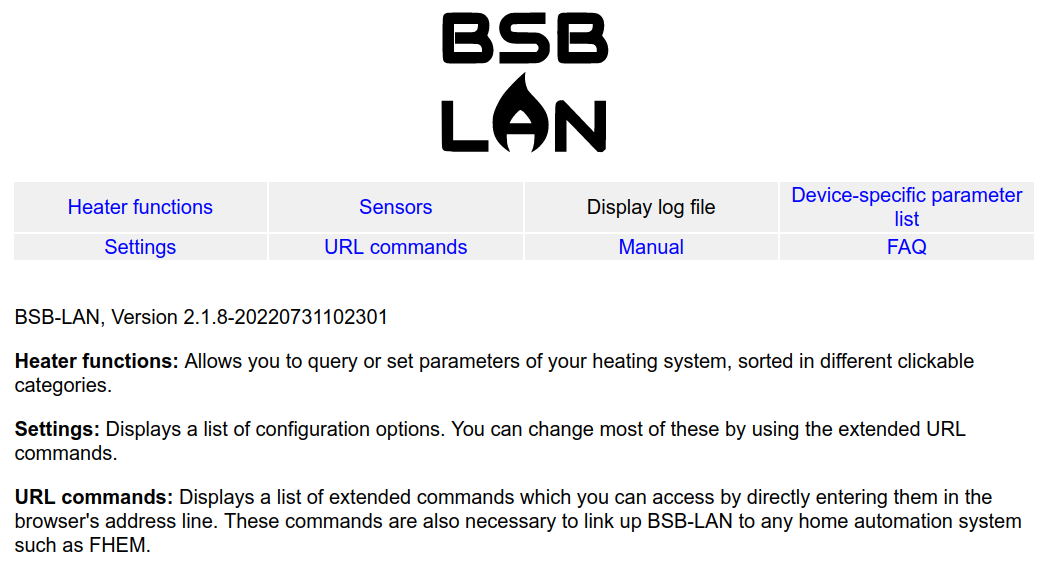 BSB
LAN
Heater functions
Sensors
Display log file
Device-specific parameter
list
Settings
URL commands
Manual
FAQ
BSB-LAN, Version 2.1.8-20220731102301
Heater functions: Allows you to query or set parameters of your heating system, sorted in different clickable
categories.
Settings: Displays a list of configuration options. You can change most of these by using the extended URL
commands.
URL commands: Displays a list of extended commands which you can access by directly entering them in the
browser's address line. These commands are also necessary to link up BSB-LAN to any home automation system
such as FHEM.